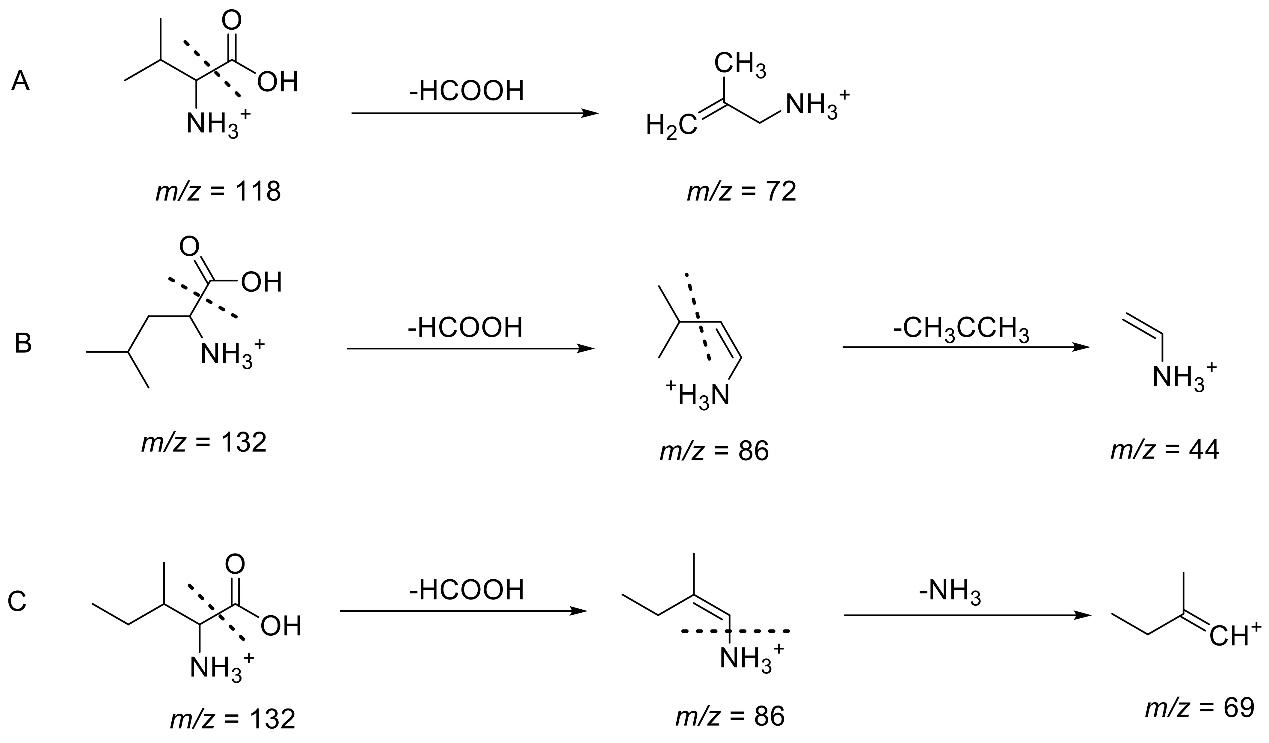 A
O
OH
NH₃⁺
m/z = 118
-HCOOH
CH₃
H₂C
NH₃⁺
m/z = 72
B
O
OH
NH₃⁺
m/z = 132
-HCOOH
⁺H₃N
m/z = 86
-CH₃CCH₃
NH₃⁺
m/z = 44
C
O
OH
NH₃⁺
m/z = 132
-HCOOH
NH₃⁺
m/z = 86
-NH₃
CH⁺
m/z = 69